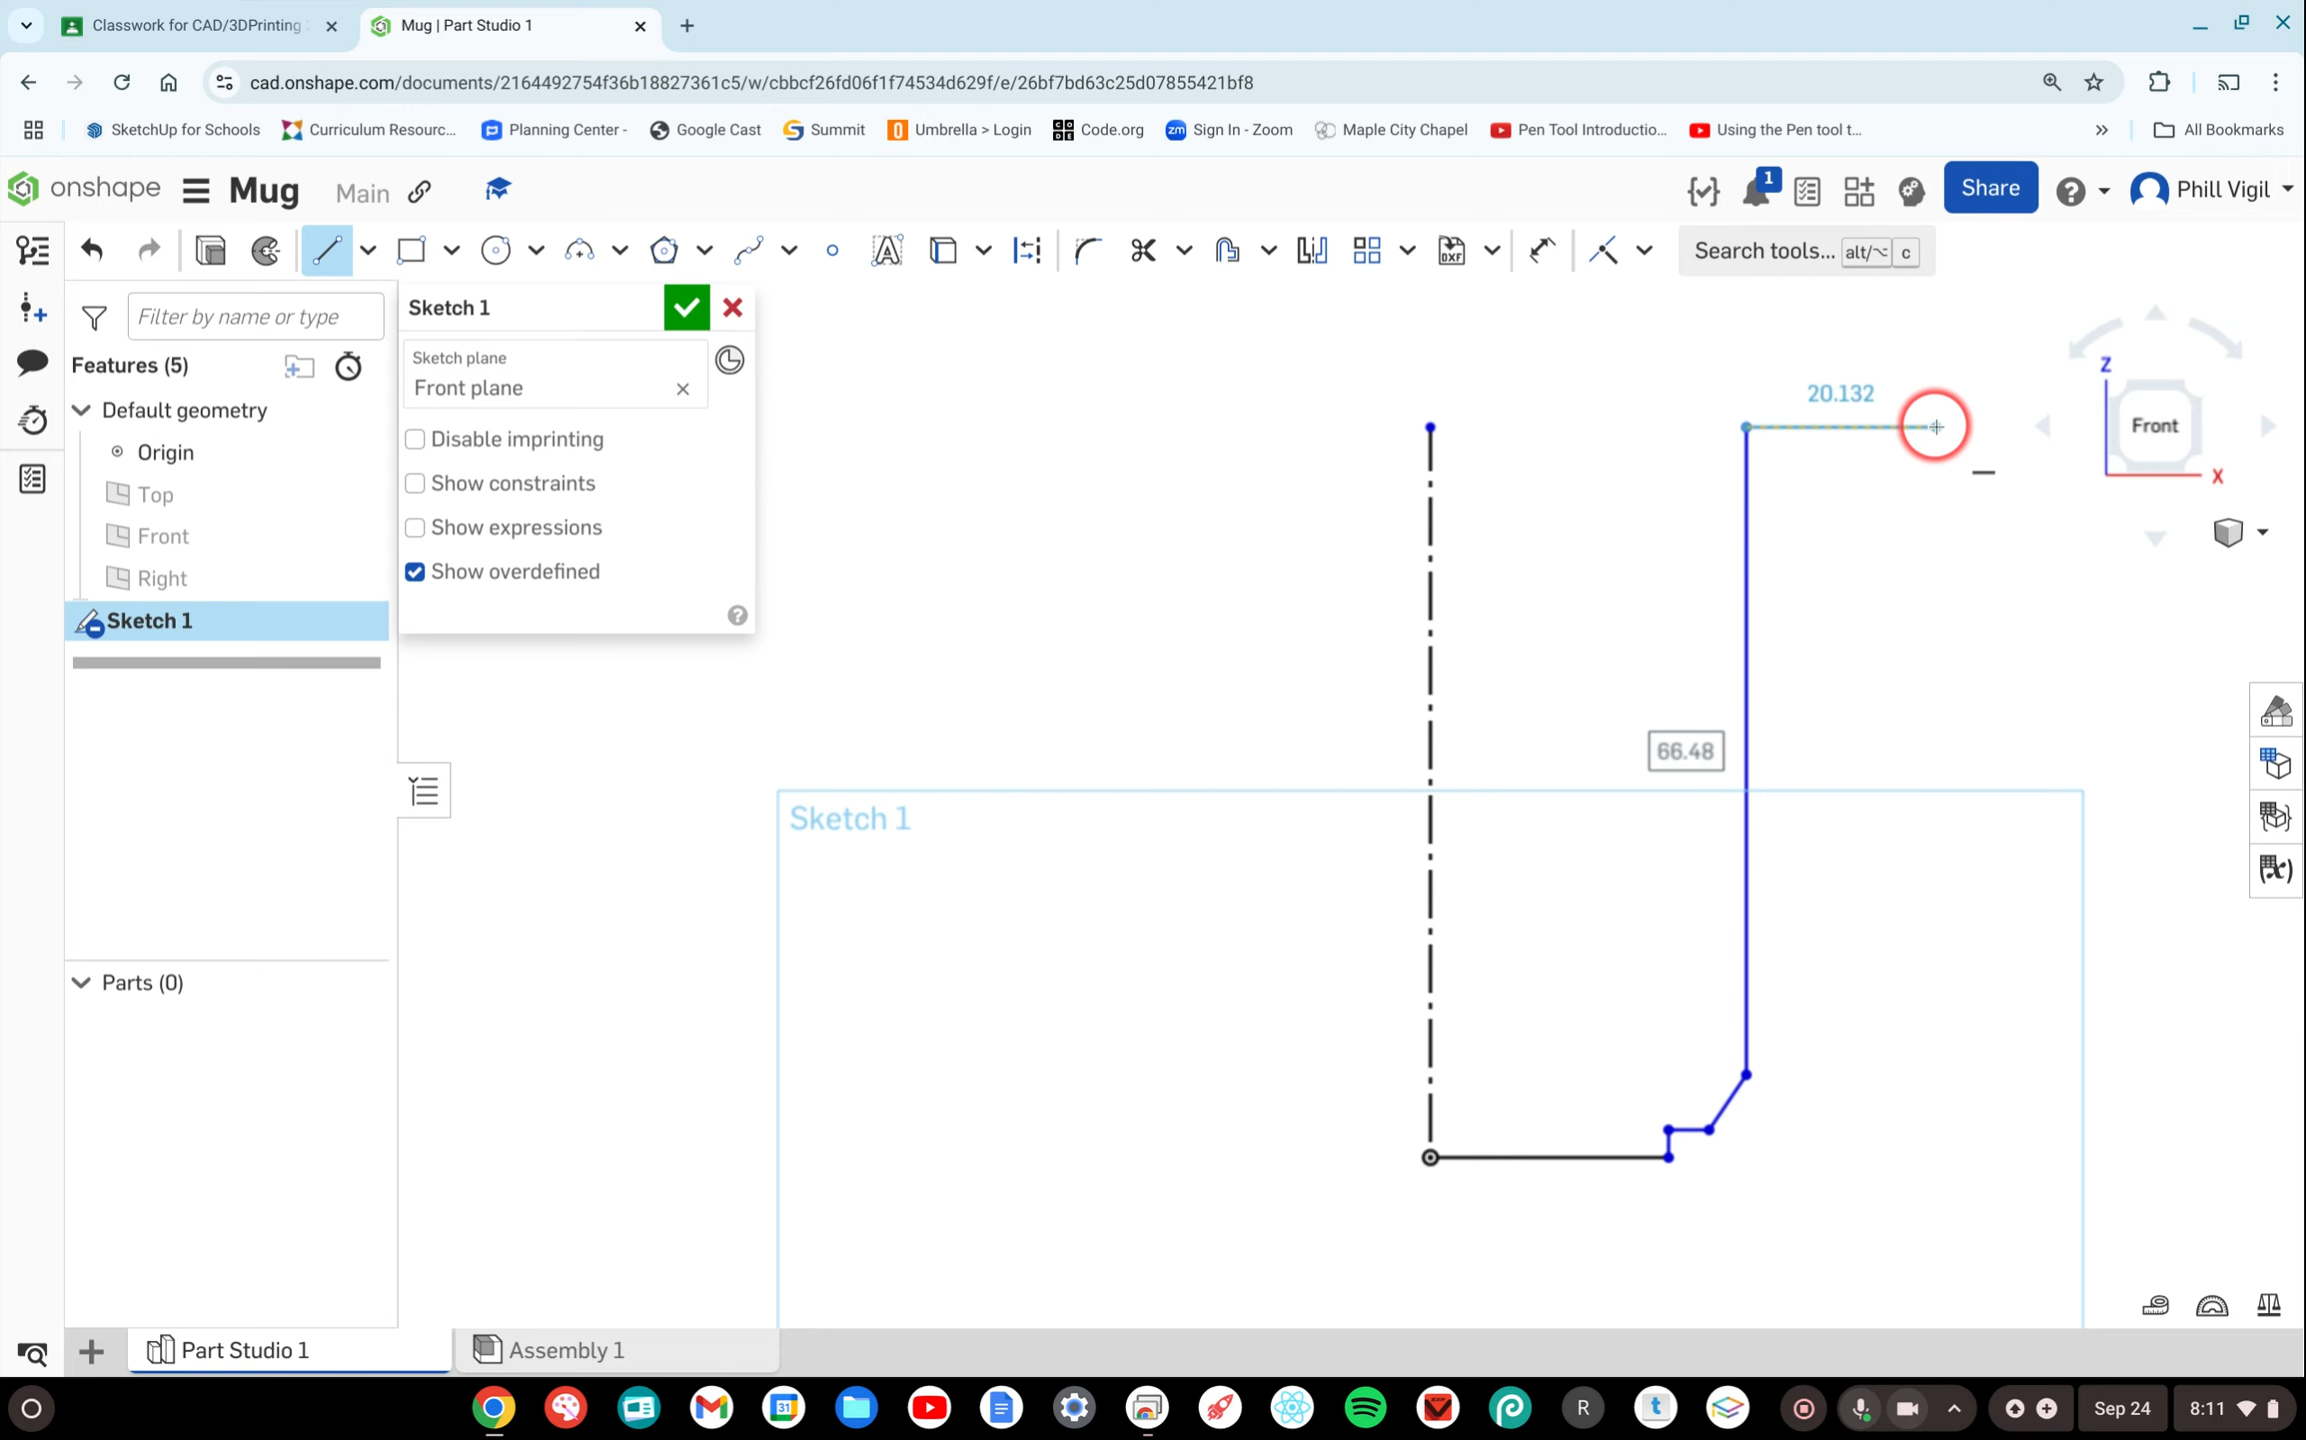 Classwork for CAD/3DPrinting
Mug | Part Studio 1
cad.onshape.com/documents/2164492754f36b18827361c5/w/cbbcf26fd06f1f74534d629f/e/26bf7bd63c25d07855421bf8
SketchUp for Schools
Curriculum Resourc...
Planning Center -
Google Cast
Summit
Umbrella > Login
Code.org
Sign In - Zoom
Maple City Chapel
Pen Tool Introductio...
Using the Pen tool t...
»
All Bookmarks
onshape
Mug
Main
1
Share
Phill Vigil
DXF
Search tools... alt/⌥ c
Filter by name or type
Sketch 1
Sketch plane
Front plane
Features (5)
Default geometry
Disable imprinting
Origin
Show constraints
Top
Show expressions
Front
Show overdefined
Right
Sketch 1
20.132
Z
Front
X
66.48
Sketch 1
Parts (0)
Part Studio 1
Assembly 1
31
R
t
Sep 24
8:11